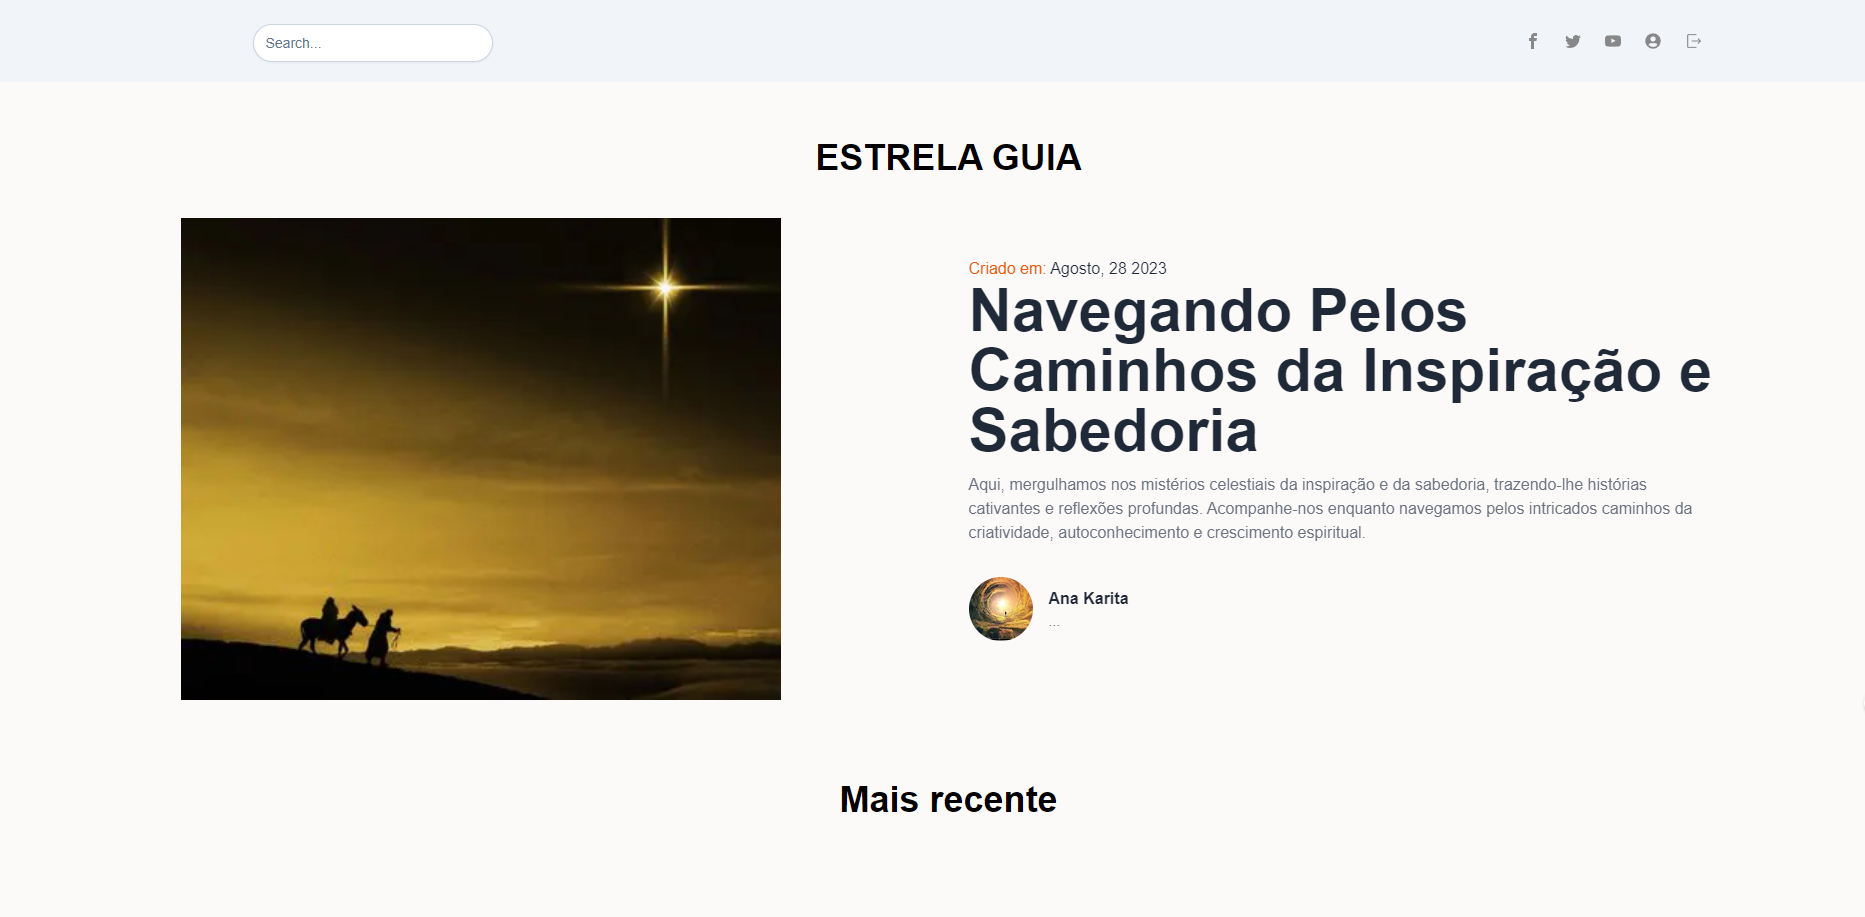 Search...
ESTRELA GUIA
Criado em: Agosto, 28 2023
Navegando Pelos
Caminhos da Inspiração e
Sabedoria
Aqui, mergulhamos nos mistérios celestiais da inspiração e da sabedoria, trazendo-lhe histórias
cativantes e reflexões profundas. Acompanhe-nos enquanto navegamos pelos intricados caminhos da
criatividade, autoconhecimento e crescimento espiritual.
Ana Karita
...
Mais recente